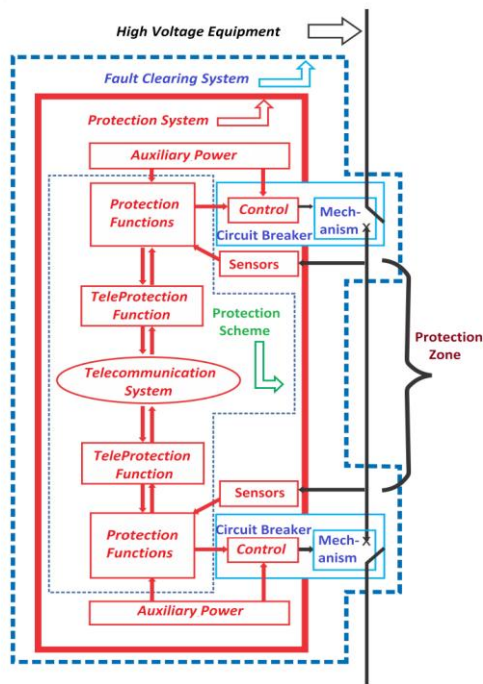 High Voltage Equipment
Fault Clearing System
Protection System
Auxiliary Power
Protection
Functions
Control
Mech-
anism
Circuit Breaker
Sensors
TeleProtection
Function
Protection
Scheme
Protection
Zone
Telecommunication
System
TeleProtection
Function
Sensors
Protection
Functions
Circuit Breaker
Control
Mech-
anism
Auxiliary Power